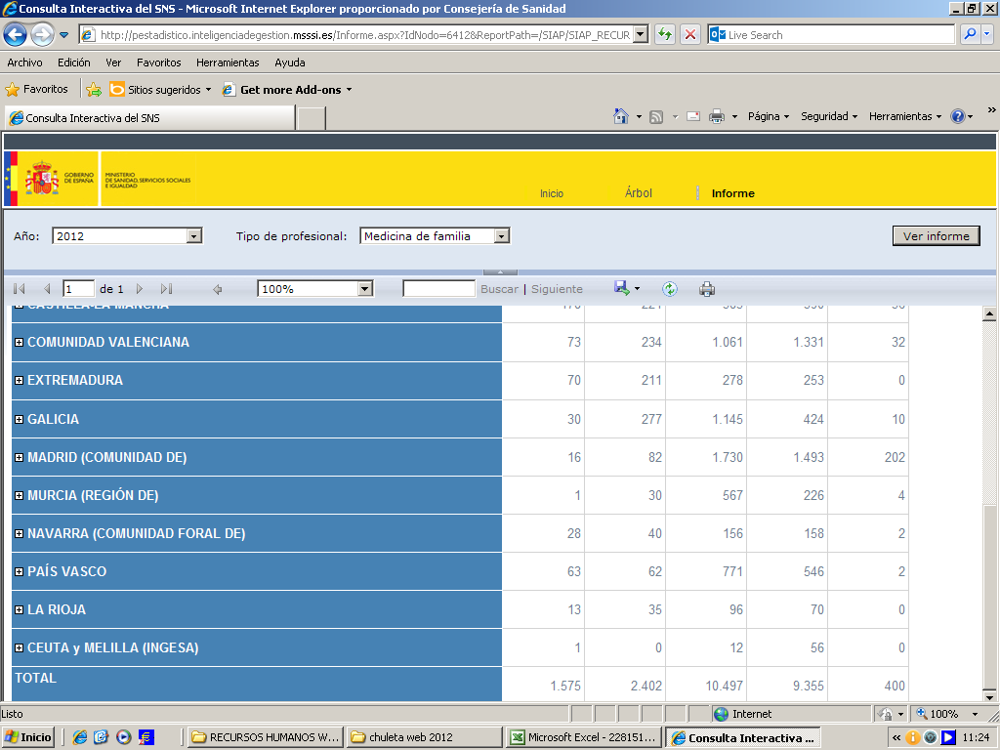 Consulta Interactiva del SNS - Microsoft Internet Explorer proporcionado por Consejería de Sanidad
http://pestadistico.inteligenciadegestion.msssi.es/Informe.aspx?IdNodo=6412&ReportPath=/SIAP/SIAP_RECUR
Live Search
Archivo Edición Ver Favoritos Herramientas Ayuda
Favoritos Sitios sugeridos Get more Add-ons
Consulta Interactiva del SNS Página Seguridad Herramientas »
GOBIERNO DE ESPAÑA
MINISTERIO DE SANIDAD, SERVICIOS SOCIALES E IGUALDAD
Inicio Árbol Informe
Año: 2012 Tipo de profesional: Medicina de familia Ver informe
1 de 1 100% Buscar | Siguiente
CASTILLA-LA MANCHA
COMUNIDAD VALENCIANA 73 234 1.061 1.331 32
EXTREMADURA 70 211 278 253 0
GALICIA 30 277 1.145 424 10
MADRID (COMUNIDAD DE) 16 82 1.730 1.493 202
MURCIA (REGIÓN DE) 1 30 567 226 4
NAVARRA (COMUNIDAD FORAL DE) 28 40 156 158 2
PAÍS VASCO 63 62 771 546 2
LA RIOJA 13 35 96 70 0
CEUTA y MELILLA (INGESA) 1 0 12 56 0
TOTAL 1.575 2.402 10.497 9.355 400
Listo Internet 100%
Inicio RECURSOS HUMANOS W... chuleta web 2012 Microsoft Excel - 228151... Consulta Interactiva ... « 11:24